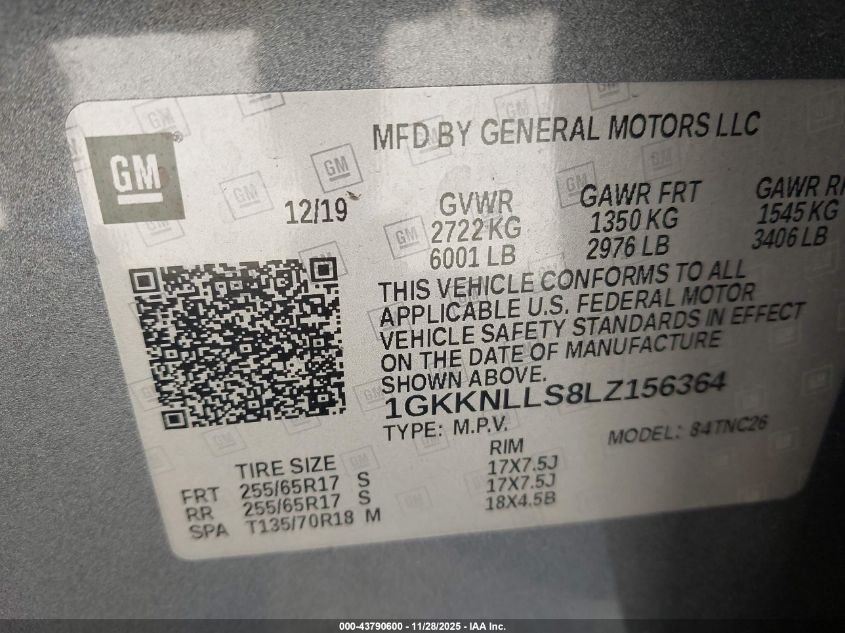 MFD BY GENERAL MOTORS LLC
GM
12/19
GVWR GAWR FRT GAWR
2722 KG 1350 KG 1545 KG
6001 LB 2976 LB 3406 LB
THIS VEHICLE CONFORMS TO ALL
APPLICABLE U.S. FEDERAL MOTOR
VEHICLE SAFETY STANDARDS IN EFFECT
ON THE DATE OF MANUFACTURE
SHOWN ABOVE.
1GKKNLLS8LZ156364
TYPE: M.P.V. MODEL: 84TNC26
TIRE SIZE RIM
FRT 255/65R17 S 17X7.5J
RR 255/65R17 S 17X7.5J
SPA T135/70R18 M 18X4.5B
000-43790600 - 11/28/2025 - IAA Inc.